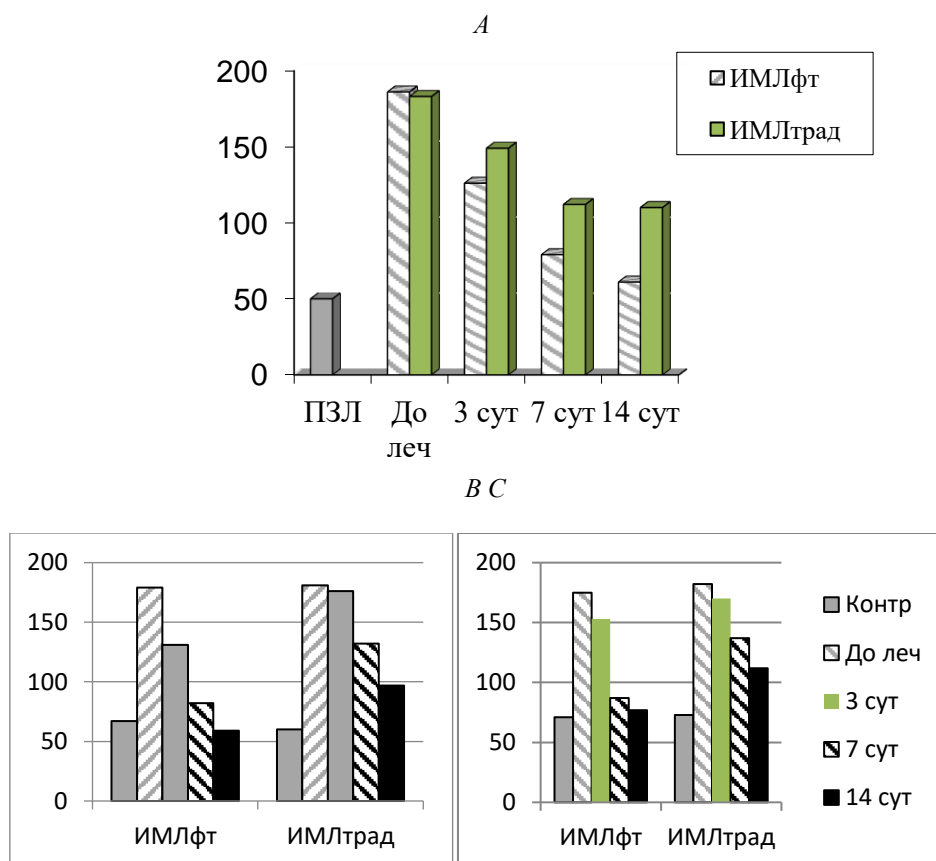 А
200
150
100
50
0
ИМЛфт
ИМЛтрад
ПЗЛ
До
леч
3 сут
7 сут
14 сут
В С
200
150
100
50
0
ИМЛфт
ИМЛтрад
200
150
100
50
0
ИМЛфт
ИМЛтрад
Контр
До леч
3 сут
7 сут
14 сут